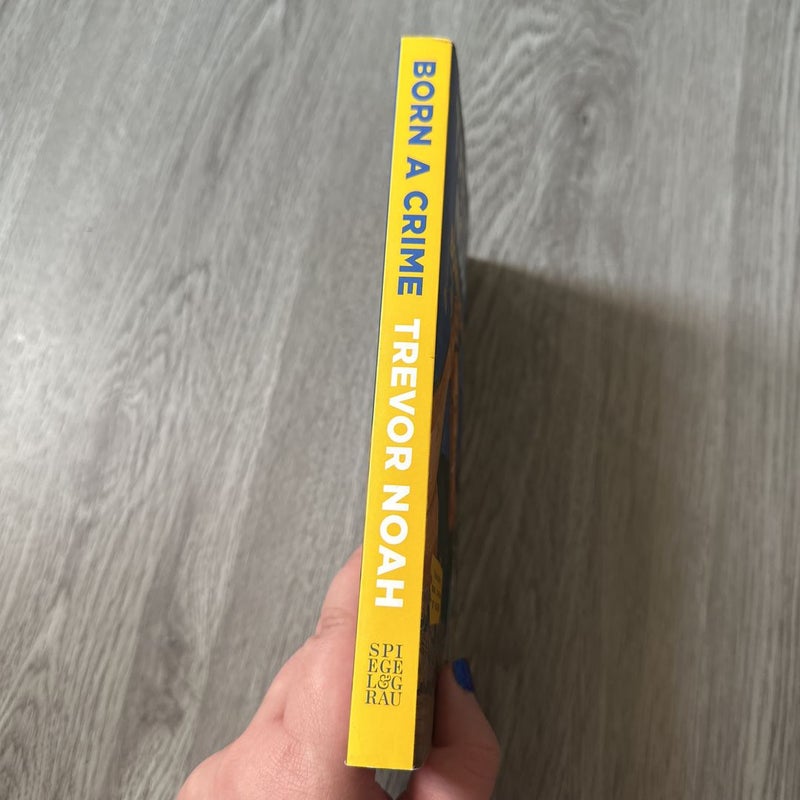 BORN A CRIME
TREVOR NOAH
SPI
EGE
L&G
RAU